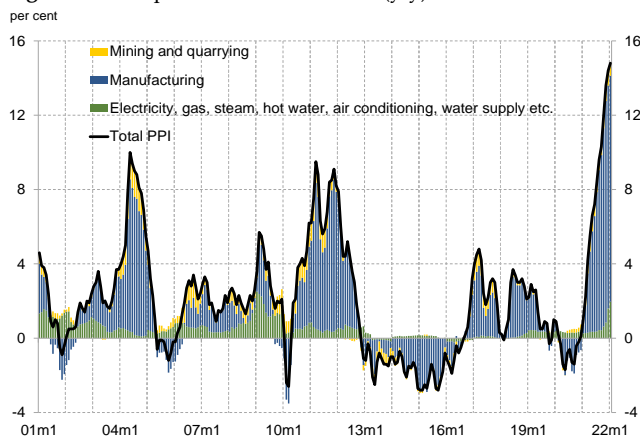 per cent
16 16
Mining and quarrying
Manufacturing
12 12
Electricity, gas, steam, hot water, air conditioning, water supply etc.
Total PPI
8 8
4 4
0 0
-4 -4
01m1 04m1 07m1 10m1 13m1 16m1 19m1 22m1